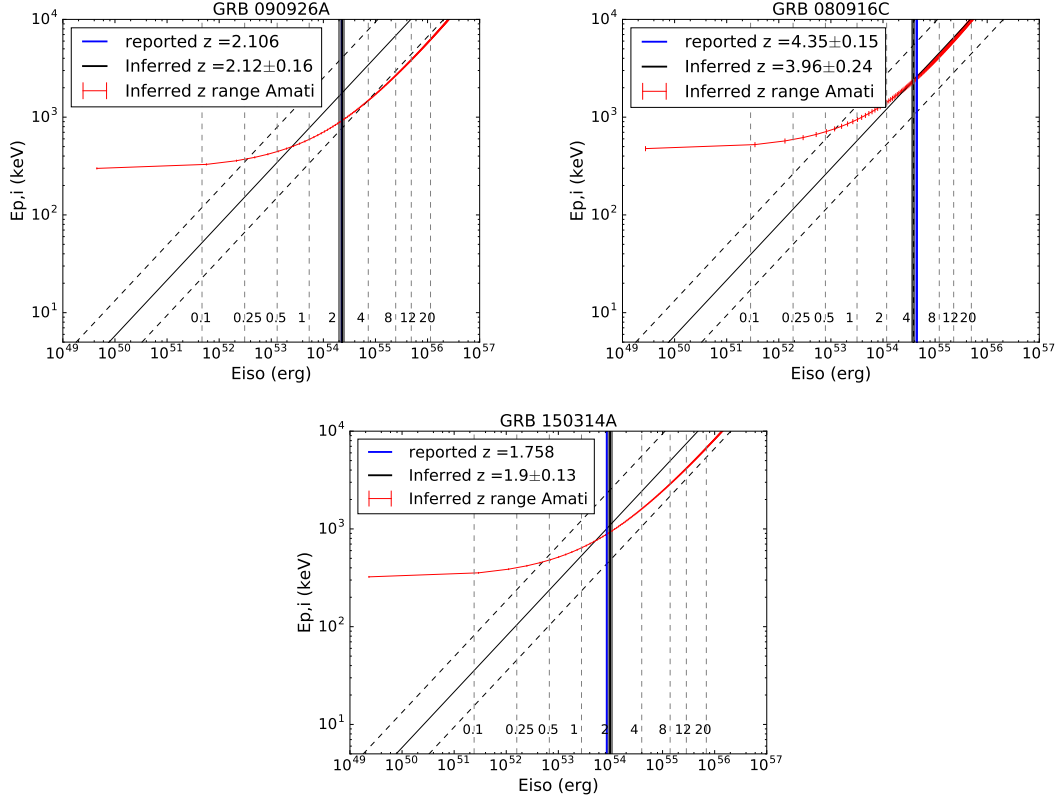 GRB 090926A
reported z =2.106
Inferred z =2.12±0.16
Inferred z range Amati
Ep,i (keV)
10^4
10^3
10^2
10^1
0.1 0.25 0.5 1 2 4 8 12 20
10^49 10^50 10^51 10^52 10^53 10^54 10^55 10^56 10^57
Eiso (erg)
GRB 080916C
reported z =4.35±0.15
Inferred z =3.96±0.24
Inferred z range Amati
Ep,i (keV)
10^4
10^3
10^2
10^1
0.1 0.25 0.5 1 2 4 8 12 20
10^49 10^50 10^51 10^52 10^53 10^54 10^55 10^56 10^57
Eiso (erg)
GRB 150314A
reported z =1.758
Inferred z =1.9±0.13
Inferred z range Amati
Ep,i (keV)
10^4
10^3
10^2
10^1
0.1 0.25 0.5 1 2 4 8 12 20
10^49 10^50 10^51 10^52 10^53 10^54 10^55 10^56 10^57
Eiso (erg)